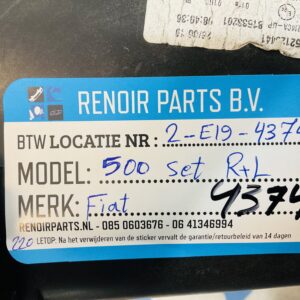 RENOIR PARTS B.V.
BTW LOCATIE NR: 2-E19-4374
MODEL: 500 set R+L
4374
MERK: Fiat
RENOIRPARTS.NL - 085 0603676 - 06 41346994
220 LETOP: Na het verwijderen van de sticker vervalt de garantie/retourbeleid van 14 dagen